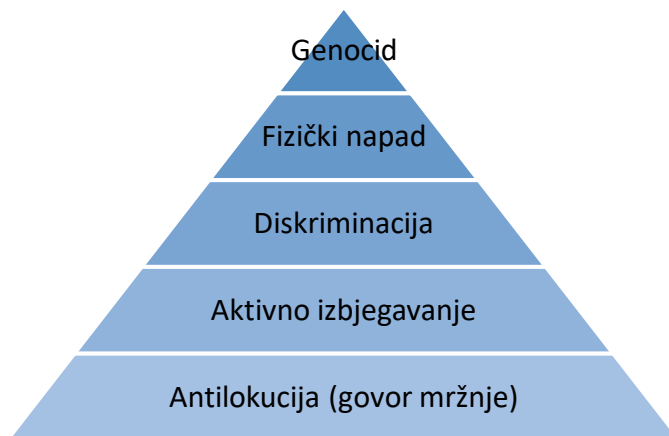 Genocid
Fizički napad
Diskriminacija
Aktivno izbjegavanje
Antilokucija (govor mržnje)